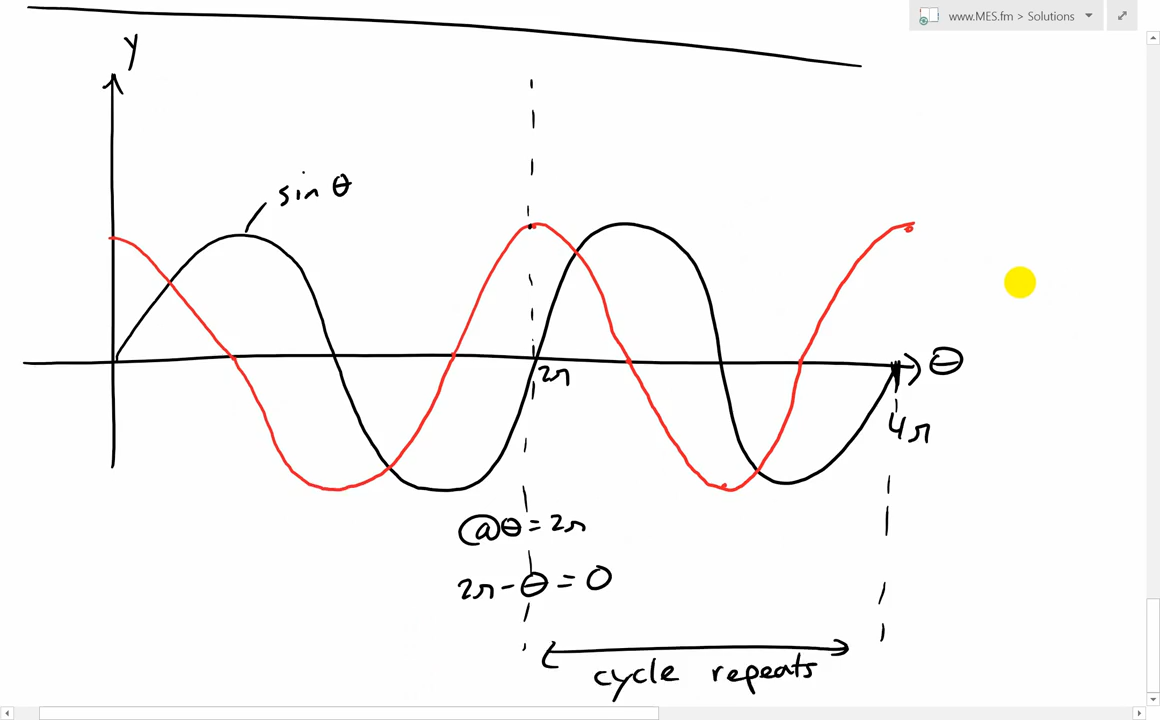 www.MES.fm > Solutions
y
sin θ
2π
θ
4π
@θ = 2π
2π - θ = 0
cycle repeats